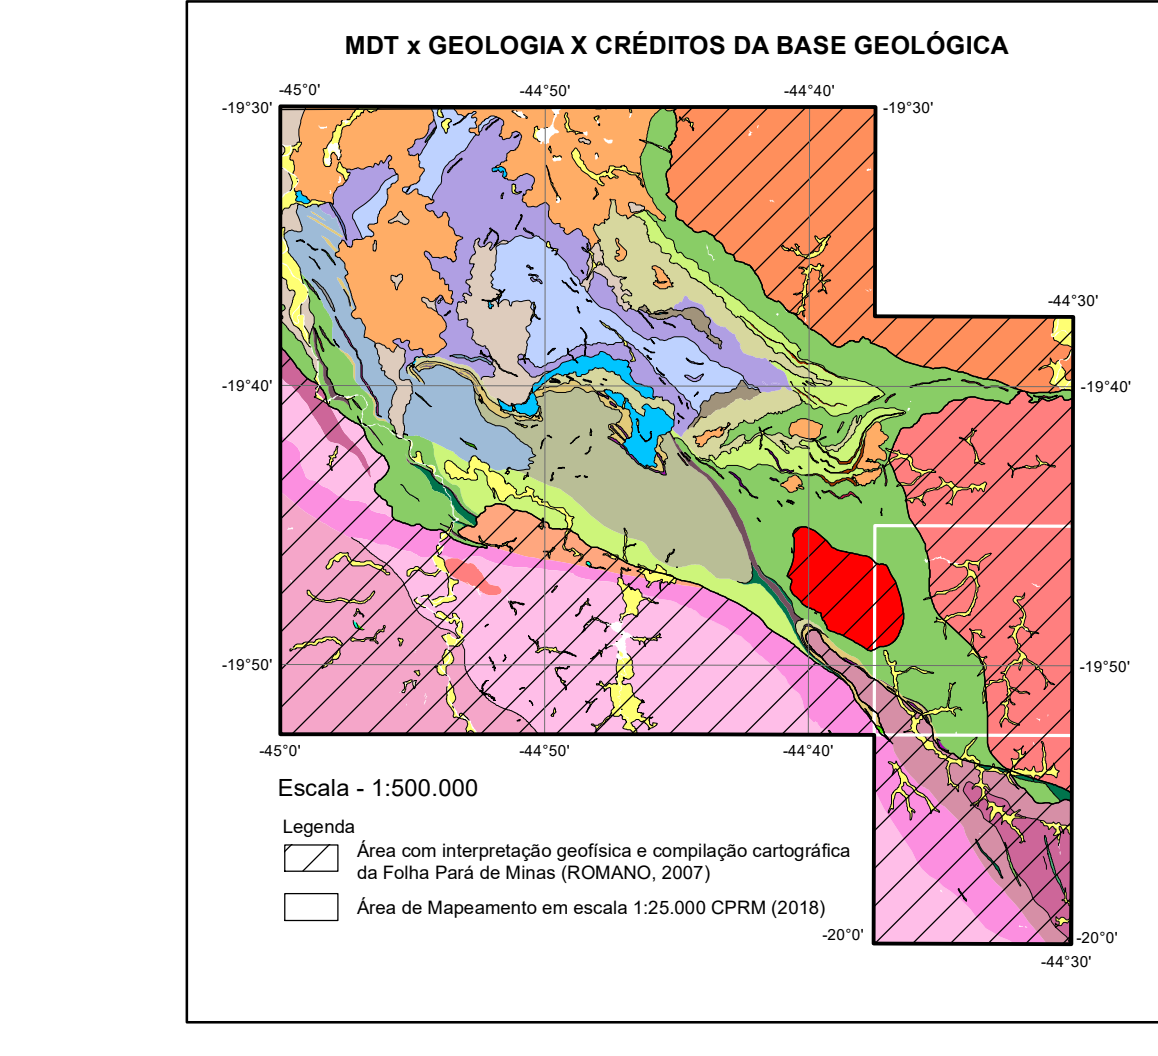 MDT x GEOLOGIA X CRÉDITOS DA BASE GEOLÓGICA
-45°0' -44°50' -44°40'
-19°30' -19°30'
-44°30'
-19°40' -19°40'
-19°50' -19°50'
-45°0' -44°50' -44°40'
Escala - 1:500.000
Legenda
Área com interpretação geofísica e compilação cartográfica
da Folha Pará de Minas (ROMANO, 2007)
Área de Mapeamento em escala 1:25.000 CPRM (2018)
-20°0' -20°0'
-44°30'